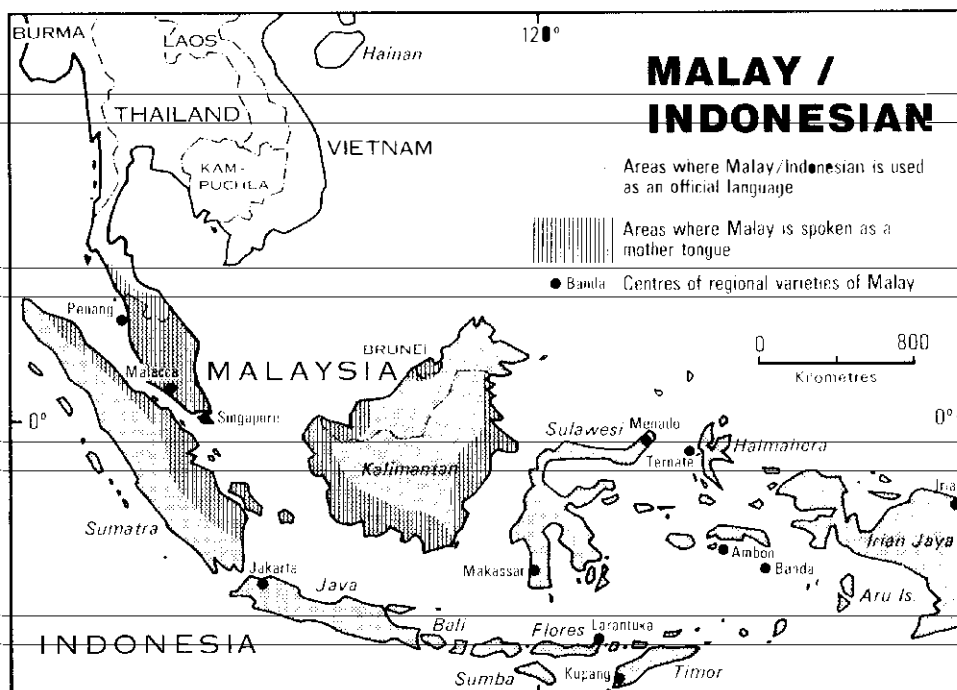 BURMA
LAOS
Hainan
120°
MALAY /
INDONESIAN
THAILAND
VIETNAM
KAM-
PUCHEA
Areas where Malay/Indonesian is used
as an official language
Areas where Malay is spoken as a
mother tongue
Banda Centres of regional varieties of Malay
Penang
BRUNEI
0 800
Kilometres
Malacca
MALAYSIA
Singapore
0°
0°
Sulawesi
Menado
Ternate
Halmahera
Kalimantan
Sumatra
Irian Jaya
Makassar
Ambon
Banda
Aru Is.
Jakarta
Java
Bali
Flores
Larantuka
INDONESIA
Sumba
Kupang
Timor